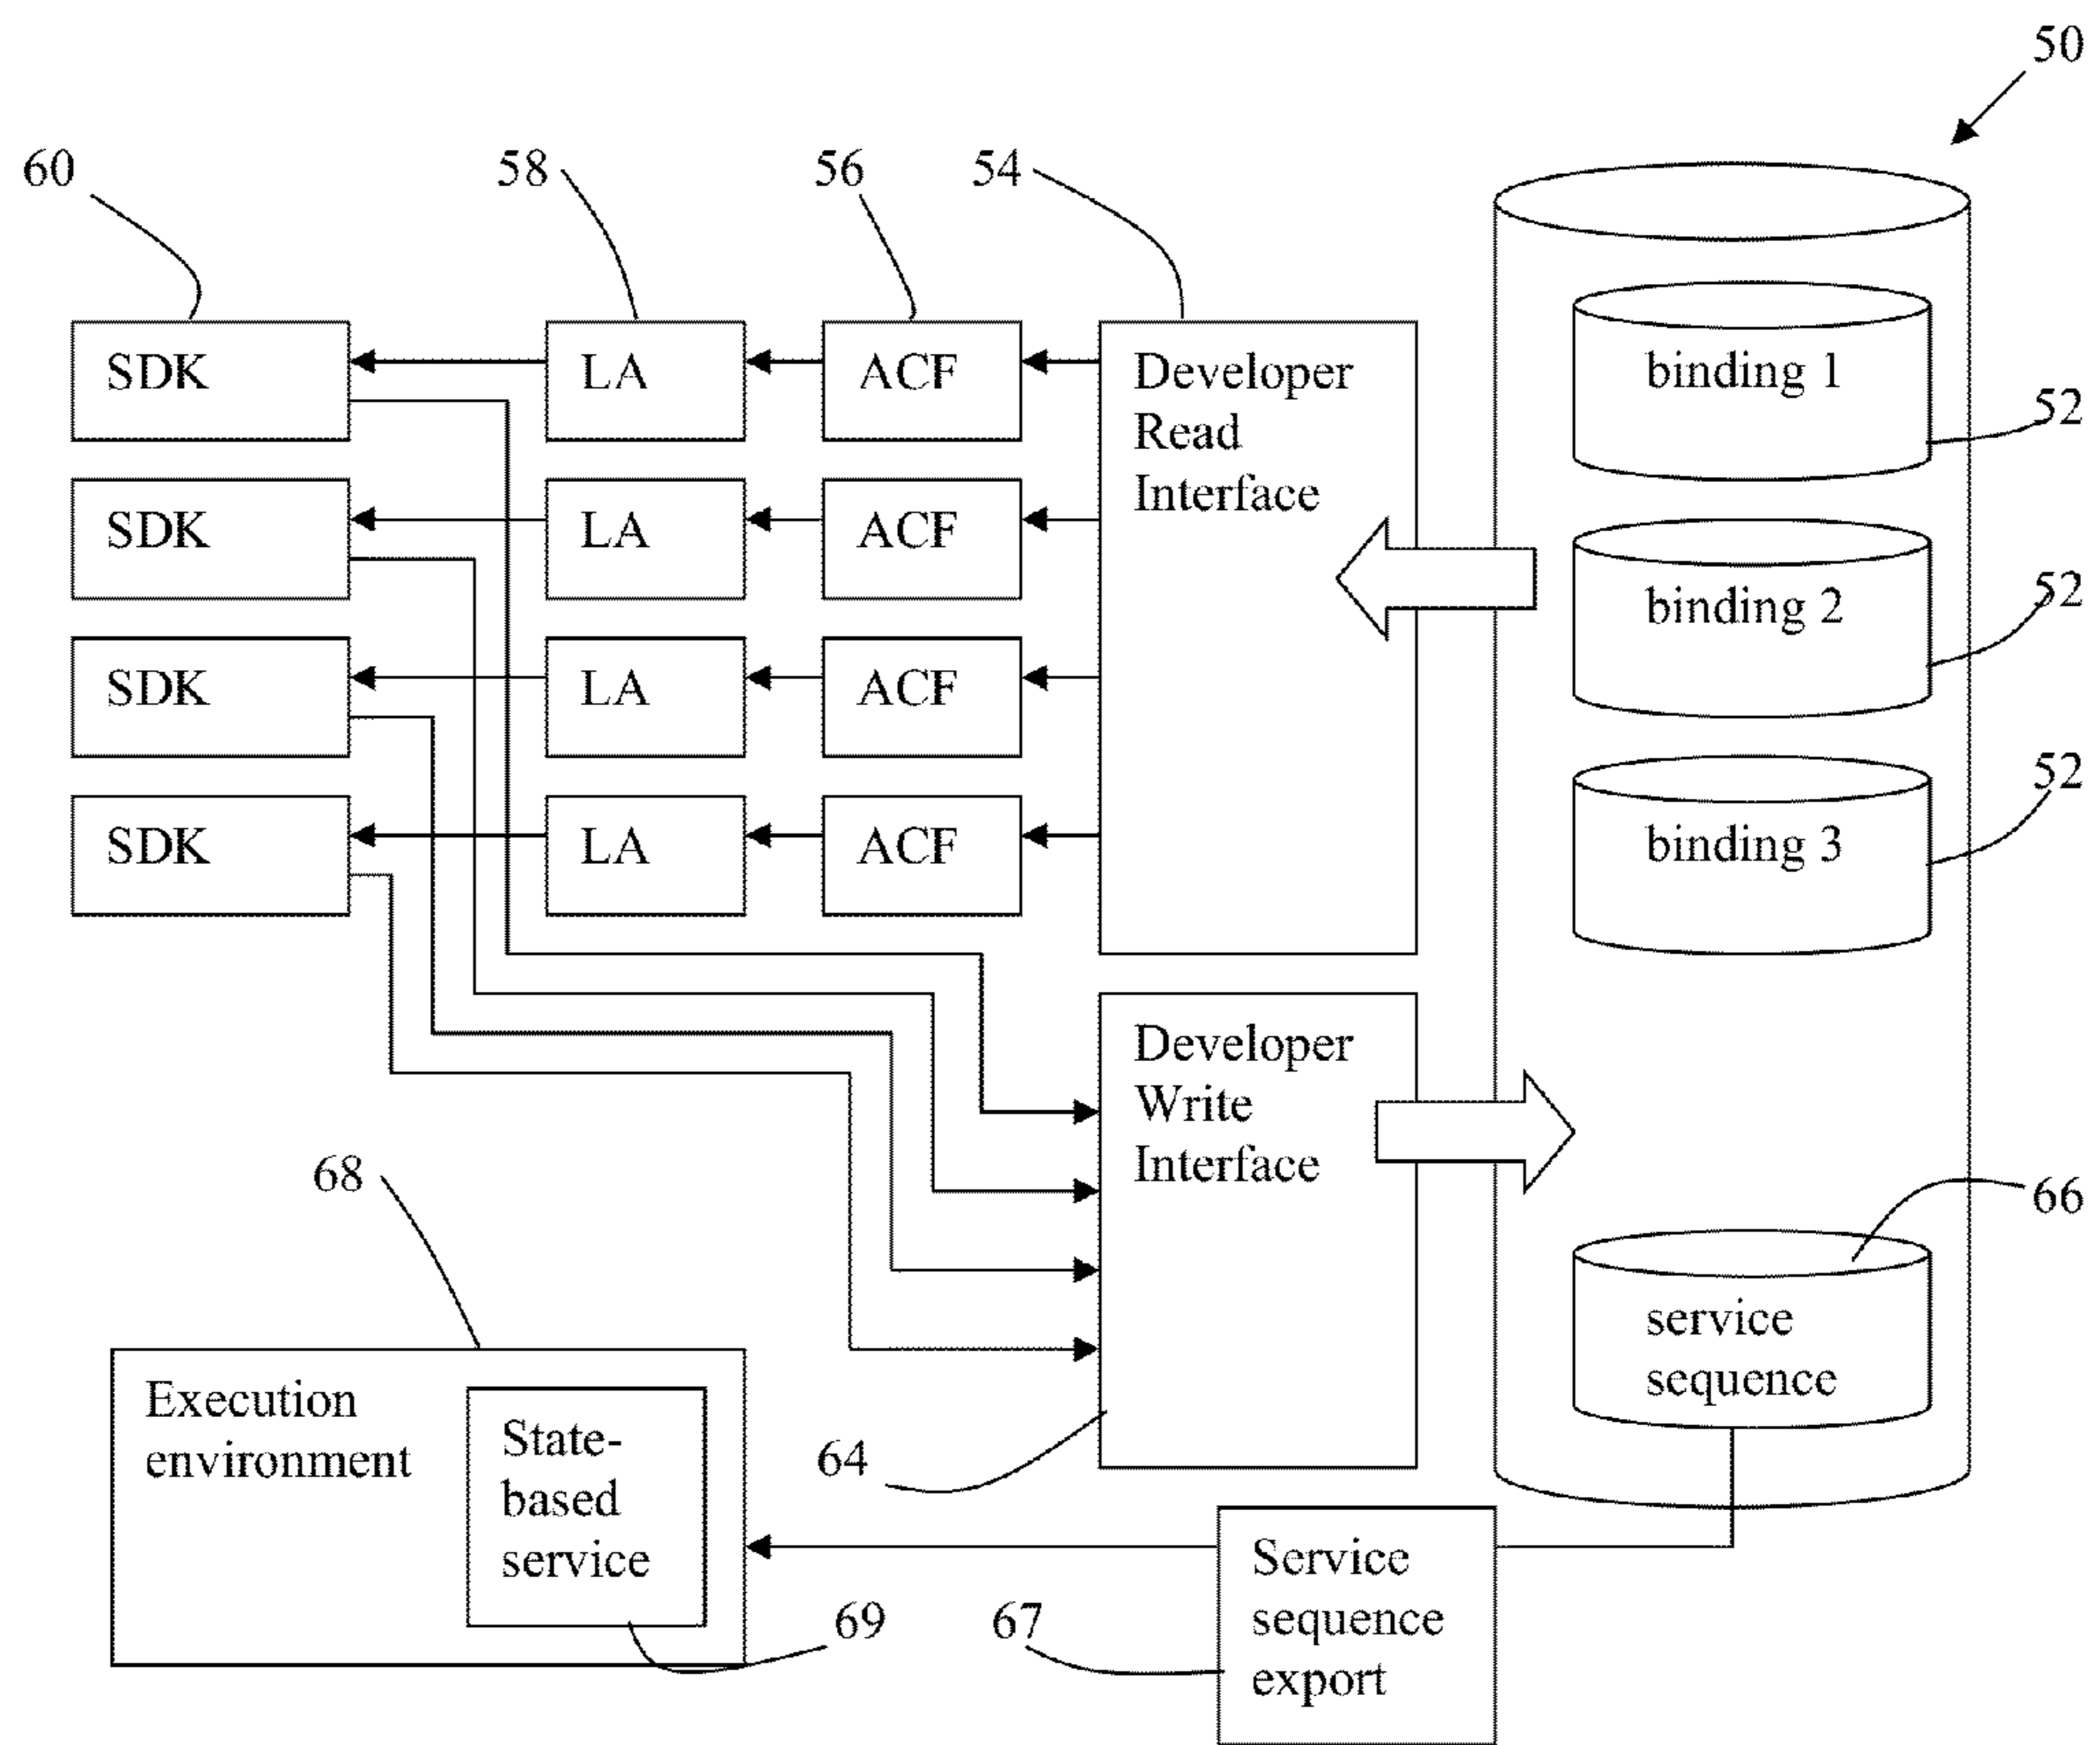 50
60
58
56
54
SDK
LA
ACF
Developer
Read
Interface
binding 1
52
SDK
LA
ACF
binding 2
52
SDK
LA
ACF
binding 3
52
SDK
LA
ACF
Developer
Write
Interface
68
66
64
Execution
environment
State-
based
service
service
sequence
69
67
Service
sequence
export